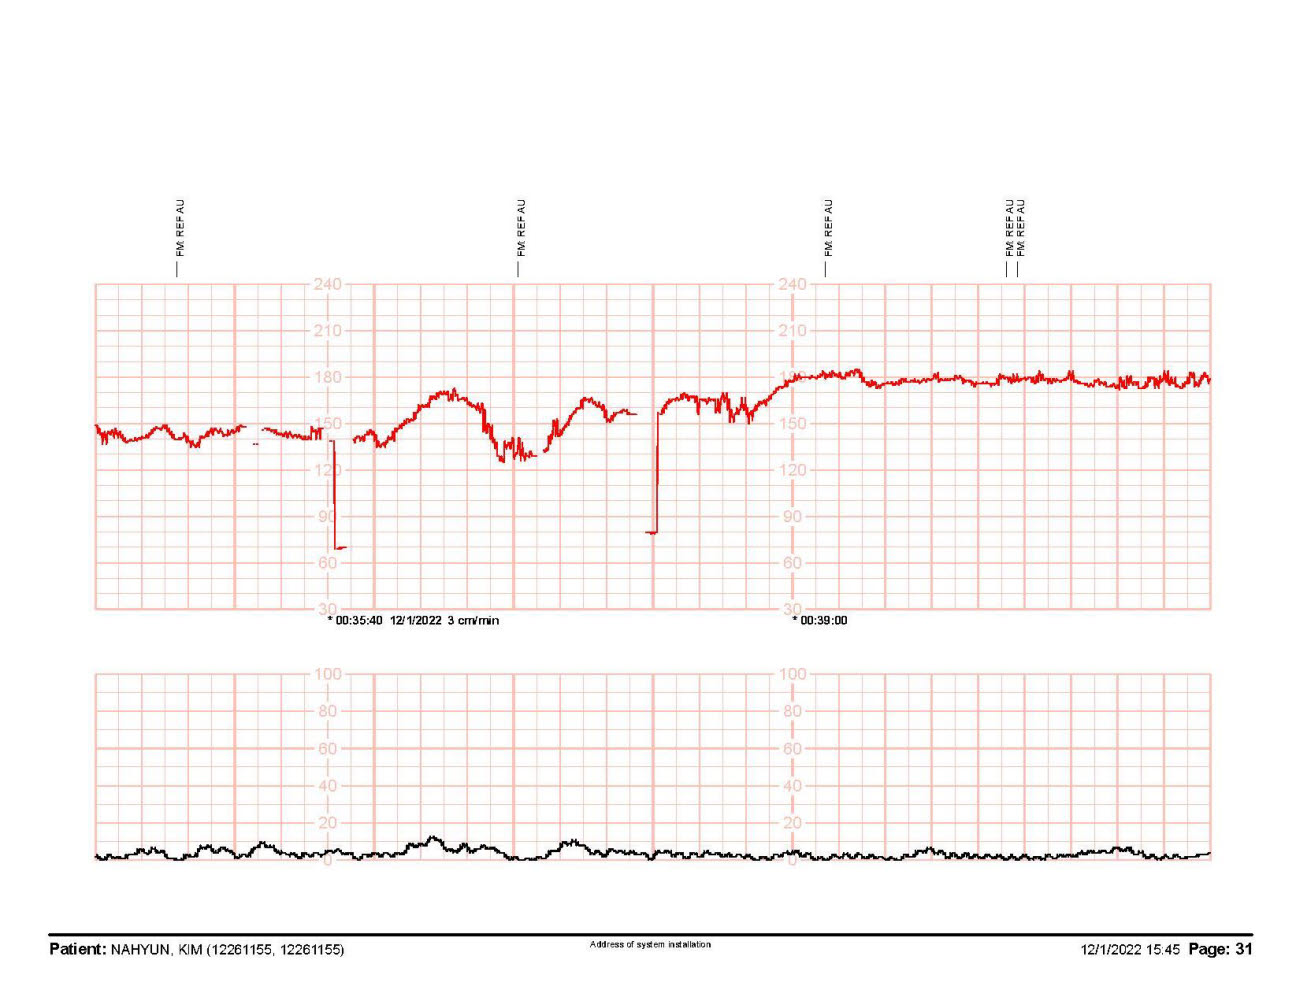 FM: REF AU
FM: REF AU
FM: REF AU
FM: REF AU
FM: REF AU
240 240
210 210
180 180
150 150
120 120
90 90
60 60
30 30
* 00:35:40 12/1/2022 3 cm/min * 00:39:00
100 100
80 80
60 60
40 40
20 20
0 0
Patient: NAHYUN, KIM (12261155, 12261155) Address of system installation 12/1/2022 15:45 Page: 31